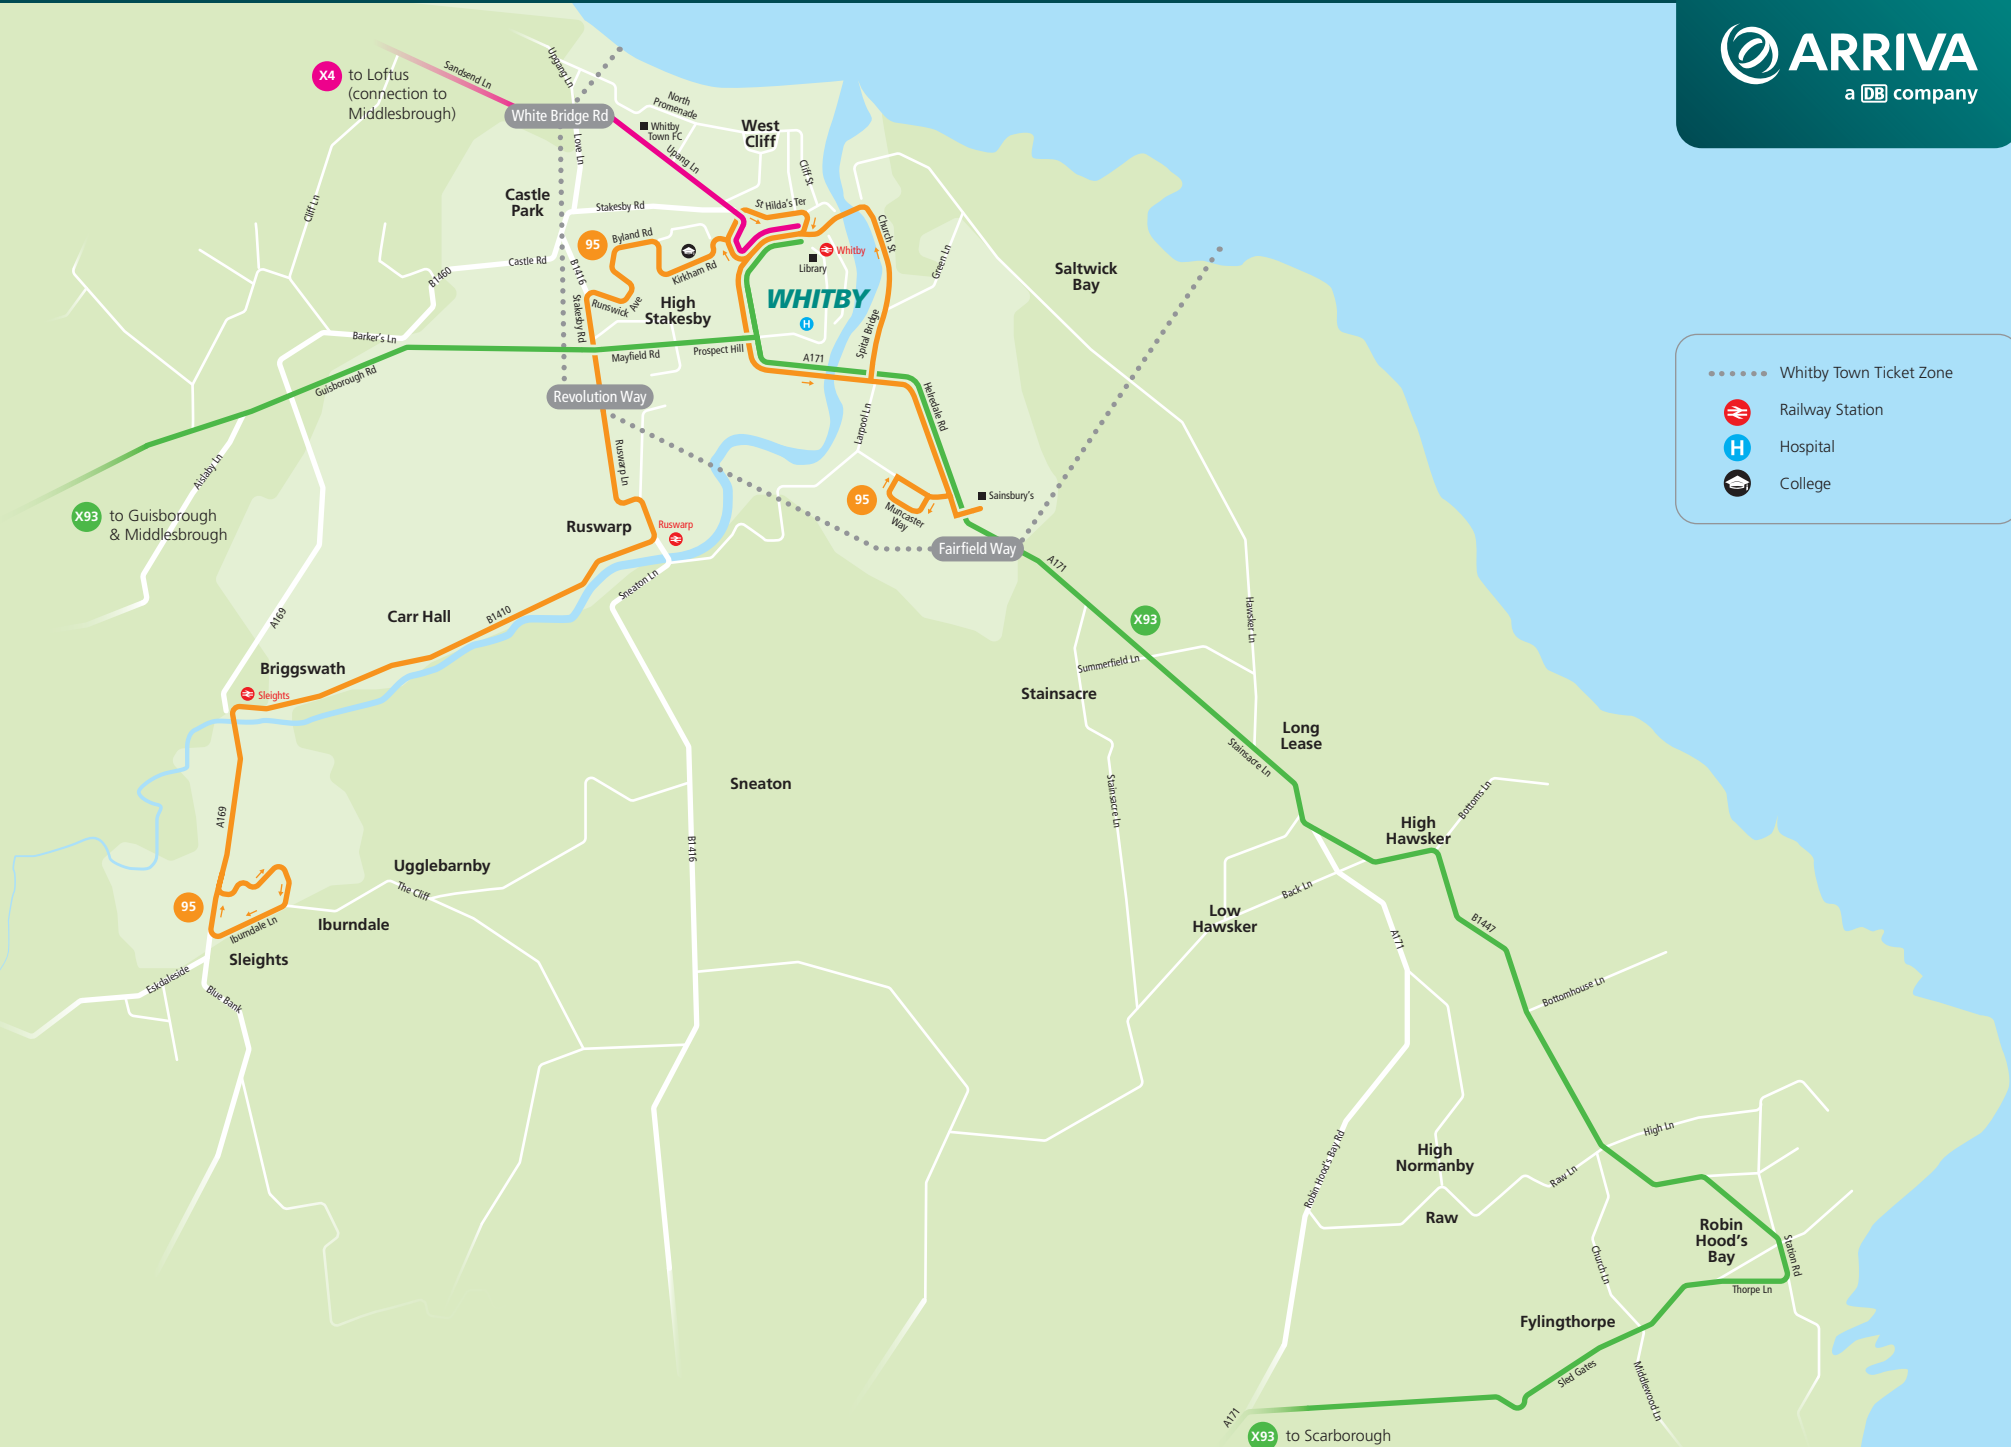 ARRIVA
a DB company
X4
to Loftus
(connection to
Middlesbrough)
Sandsend Ln
Upgang Ln
White Bridge Rd
North
Promenade
Whitby
Town FC
West
Cliff
Love Ln
Upang Ln
Cliff St
Castle
Park
Stakesby Rd
St Hilda's Ter
Church St
Cliff Ln
95
Byland Rd
Whitby
Library
Castle Rd
B1416
Kirkham Rd
Green Ln
Saltwick
Bay
B1460
Runswick
Ave
High
Stakesby
WHITBY
H
Stakesby Rd
Spital Bridge
Barker's Ln
Mayfield Rd
Prospect Hill
A171
Guisborough Rd
Revolution Way
Helredale Rd
Larpool Ln
Whitby Town Ticket Zone
Railway Station
H
Hospital
College
Aislaby Ln
Ruswarp Ln
95
Muncaster
Way
Sainsbury's
X93
to Guisborough
& Middlesbrough
Ruswarp
Ruswarp
Fairfield Way
A171
Sneaton Ln
Hawsker Ln
A169
Carr Hall
B1410
X93
Briggswath
Sleights
Summerfield Ln
Stainsacre
Long
Lease
Stainsacre Ln
Sneaton
Stainsacre Ln
A169
B1416
High
Hawsker
Bottoms Ln
Ugglebarnby
The Cliff
95
Iburndale Ln
Iburndale
Back Ln
Low
Hawsker
B1447
A171
Sleights
Eskdaleside
Blue Bank
Bottomhouse Ln
High Ln
High
Normanby
Robin Hood's Bay Rd
Raw Ln
Raw
Robin
Hood's
Bay
Station Rd
Church Ln
Thorpe Ln
Fylingthorpe
Sled Gates
Middlewood Ln
A171
X93
to Scarborough